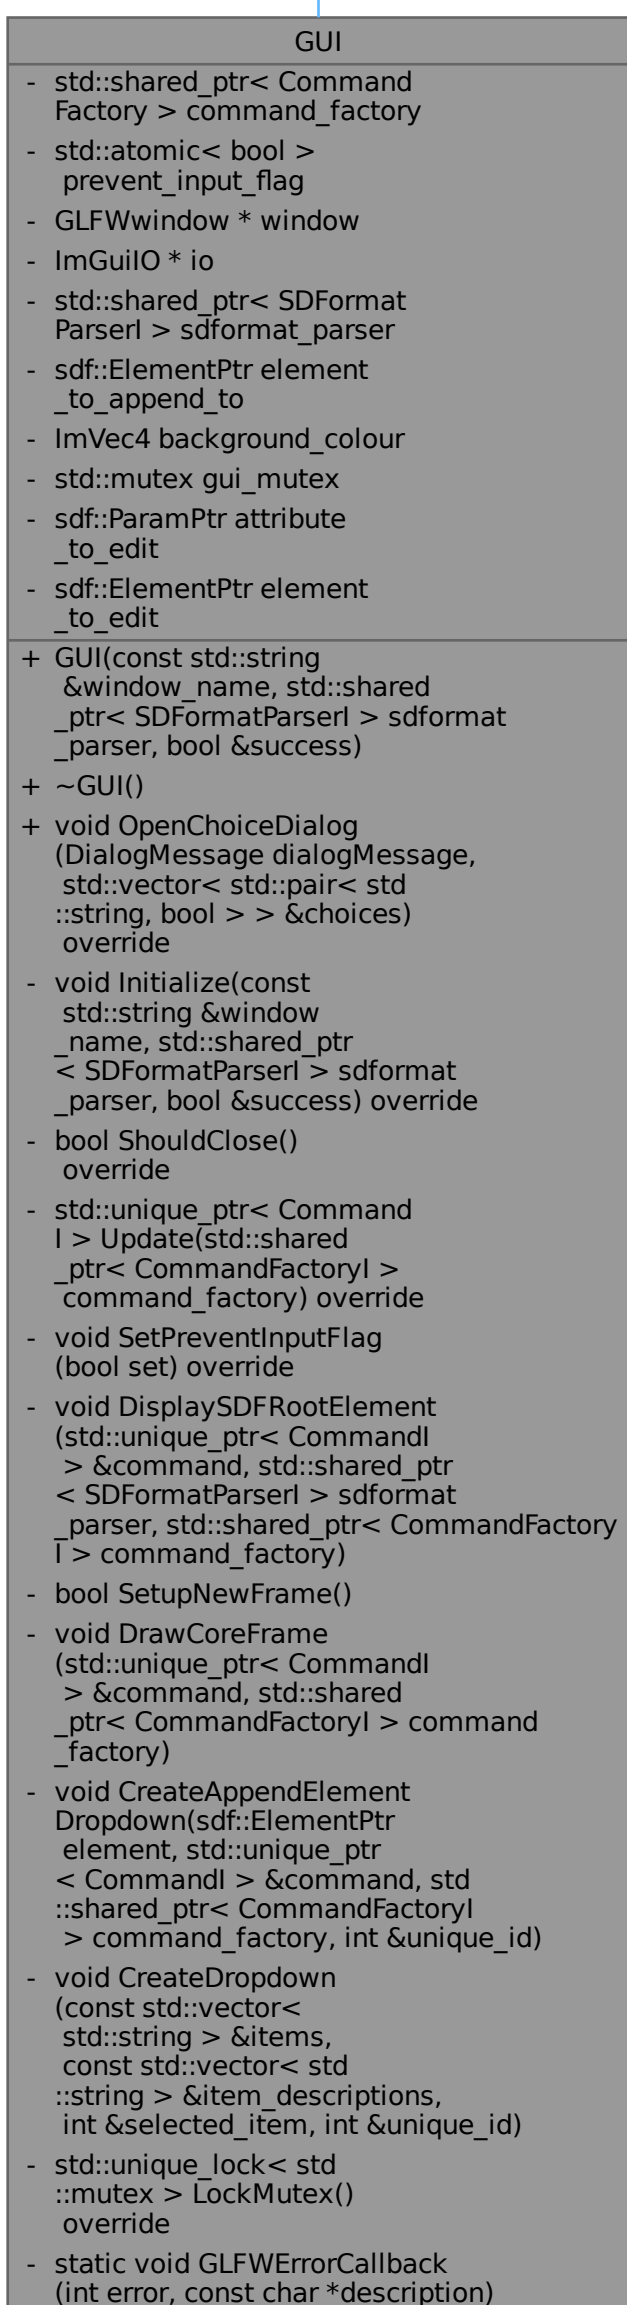 GUI
- std::shared_ptr< Command
Factory > command_factory
- std::atomic< bool >
prevent_input_flag
- GLFWwindow * window
- ImGuiIO * io
- std::shared_ptr< SDFormat
ParserI > sdformat_parser
- sdf::ElementPtr element
_to_append_to
- ImVec4 background_colour
- std::mutex gui_mutex
- sdf::ParamPtr attribute
_to_edit
- sdf::ElementPtr element
_to_edit
+ GUI(const std::string
&window_name, std::shared
_ptr< SDFormatParserI > sdformat
_parser, bool &success)
+ ~GUI()
+ void OpenChoiceDialog
(DialogMessage dialogMessage,
std::vector< std::pair< std
::string, bool > > &choices)
override
- void Initialize(const
std::string &window
_name, std::shared_ptr
< SDFormatParserI > sdformat
_parser, bool &success) override
- bool ShouldClose()
override
- std::unique_ptr< Command
I > Update(std::shared
_ptr< CommandFactoryI >
command_factory) override
- void SetPreventInputFlag
(bool set) override
- void DisplaySDFRootElement
(std::unique_ptr< CommandI
> &command, std::shared_ptr
< SDFormatParserI > sdformat
_parser, std::shared_ptr< CommandFactory
I > command_factory)
- bool SetupNewFrame()
- void DrawCoreFrame
(std::unique_ptr< CommandI
> &command, std::shared
_ptr< CommandFactoryI > command
_factory)
- void CreateAppendElement
Dropdown(sdf::ElementPtr
element, std::unique_ptr
< CommandI > &command, std
::shared_ptr< CommandFactoryI
> command_factory, int &unique_id)
- void CreateDropdown
(const std::vector<
std::string > &items,
const std::vector< std
::string > &item_descriptions,
int &selected_item, int &unique_id)
- std::unique_lock< std
::mutex > LockMutex()
override
- static void GLFWErrorCallback
(int error, const char *description)